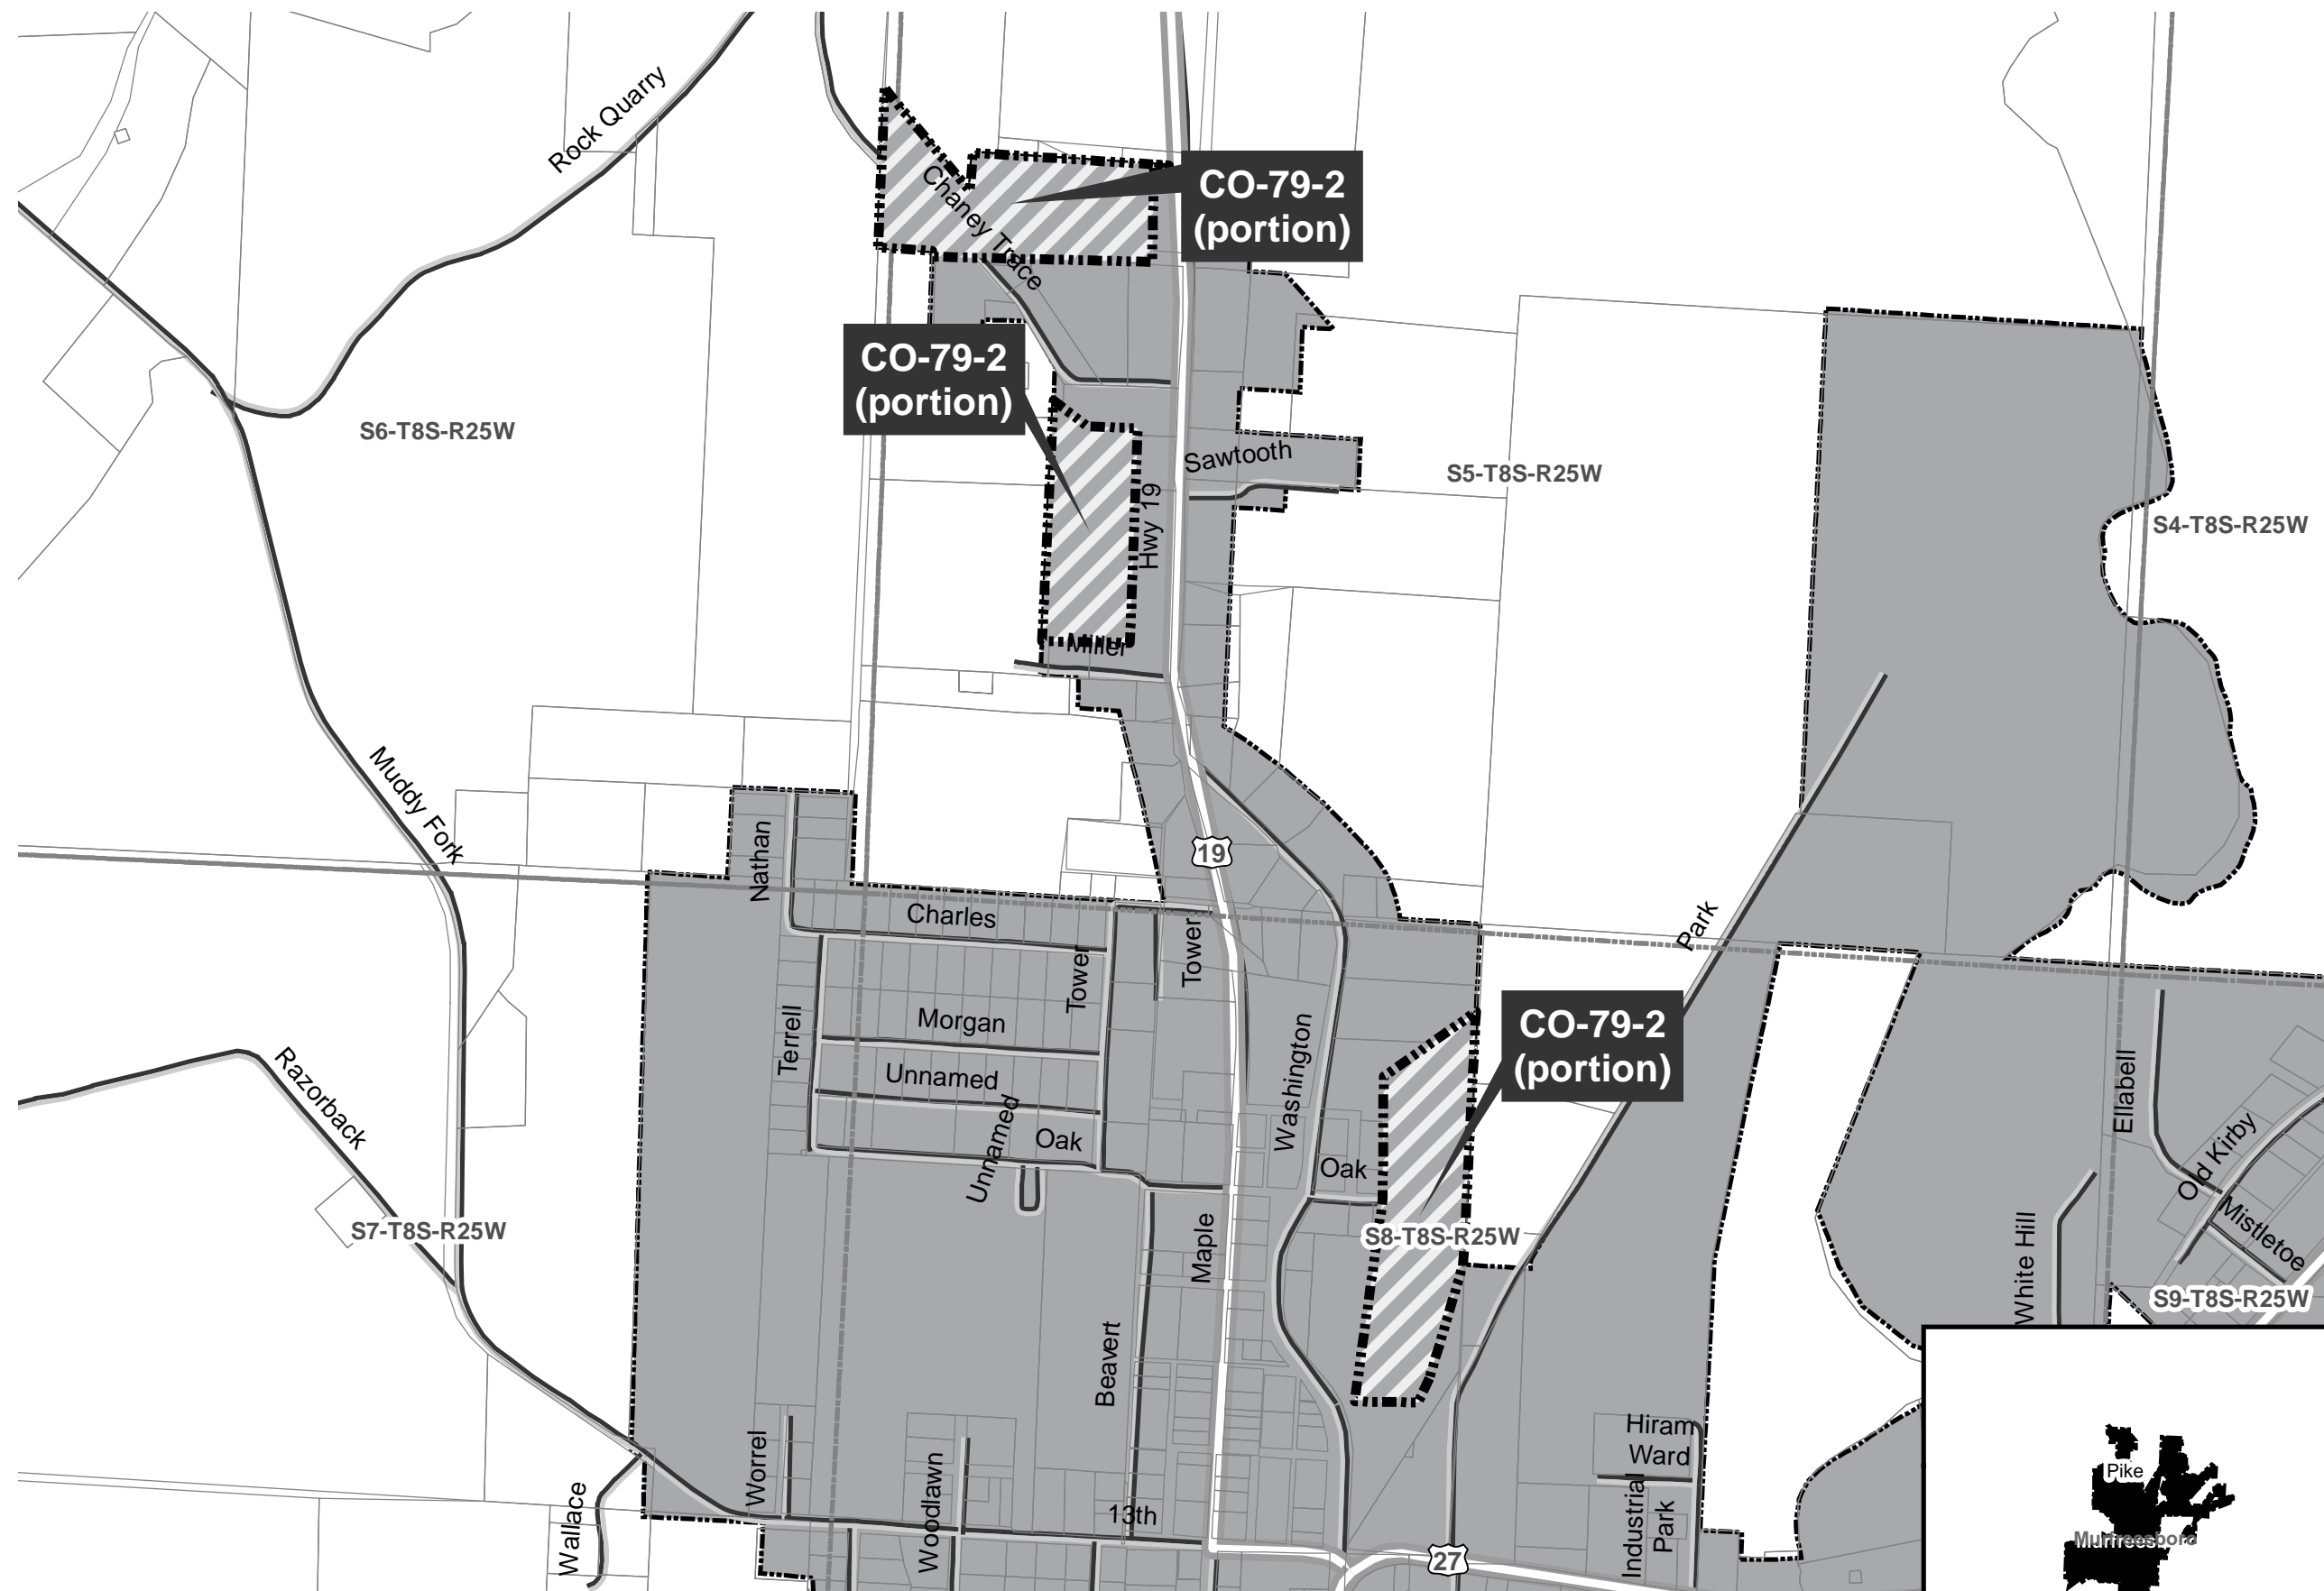 Rock Quarry
CO-79-2
(portion)
Chaney Trace
CO-79-2
(portion)
S6-T8S-R25W
Sawtooth
S5-T8S-R25W
Hwy 19
S4-T8S-R25W
Miller
Muddy Fork
Nathan
19
Charles
Tower
Tower
Park
Terrell
Morgan
Washington
CO-79-2
(portion)
Unnamed
Unnamed
Oak
Oak
Razorback
Ellabell
Old Kirby
Mistletoe
S7-T8S-R25W
Maple
S8-T8S-R25W
White Hill
S9-T8S-R25W
Beavert
Hiram
Ward
Worrel
Woodlawn
13th
Wallace
Industrial
Park
27
Pike
Murfreesboro